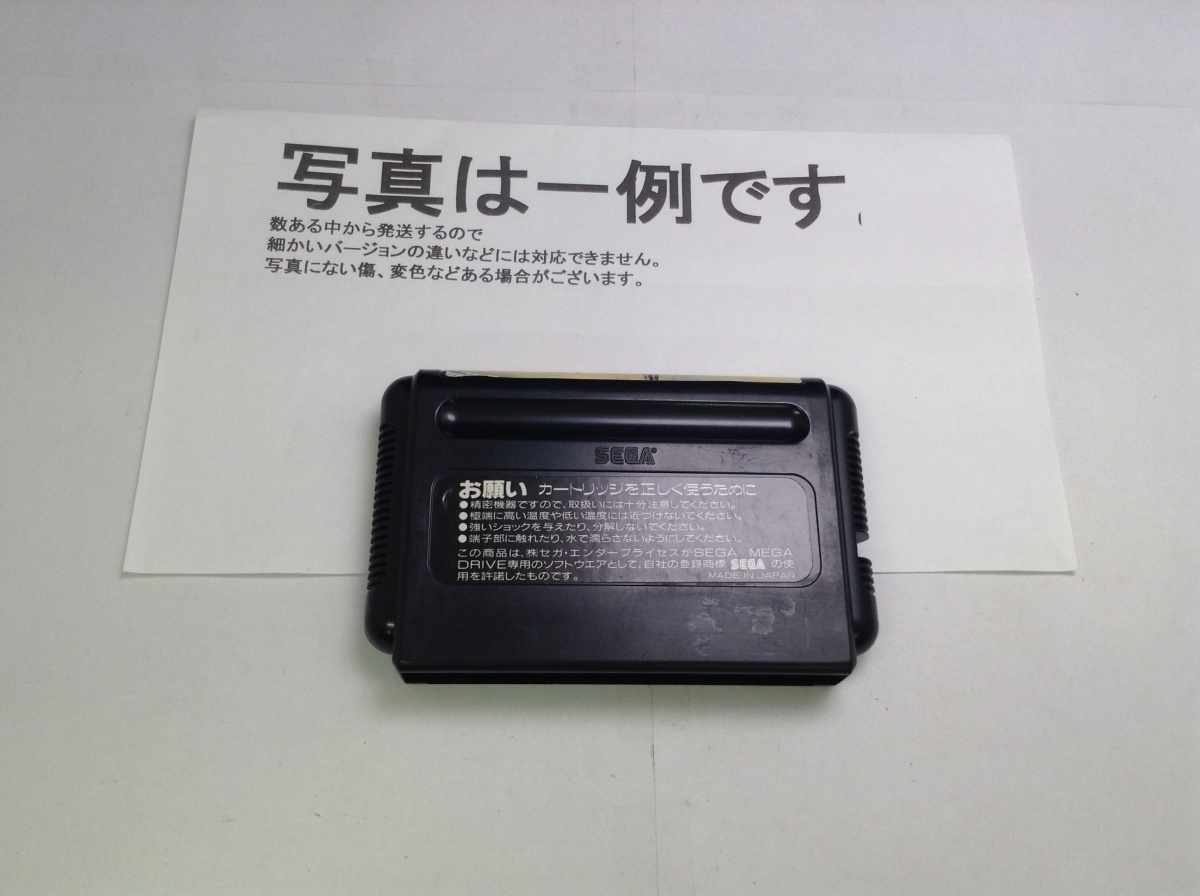 写真は一例です。
数ある中から発送するので
細かいバージョンの違いなどには対応できません。
写真にない傷、変色などある場合がございます。
SEGA
お願い カートリッジを正しく使うために
●精密機器ですので、取扱いには十分注意してください。
●極端に高い温度や低い温度には近づけないでください。
●強いショックを与えたり、分解しないでください。
●端子部に触れたり、水で濡らさないようにしてください。
この商品は、㈱セガ・エンタープライゼスがSEGA MEGA
DRIVE専用のソフトウエアとして、自社の登録商標 SEGA の使
用を許諾したものです。 MADE IN JAPAN